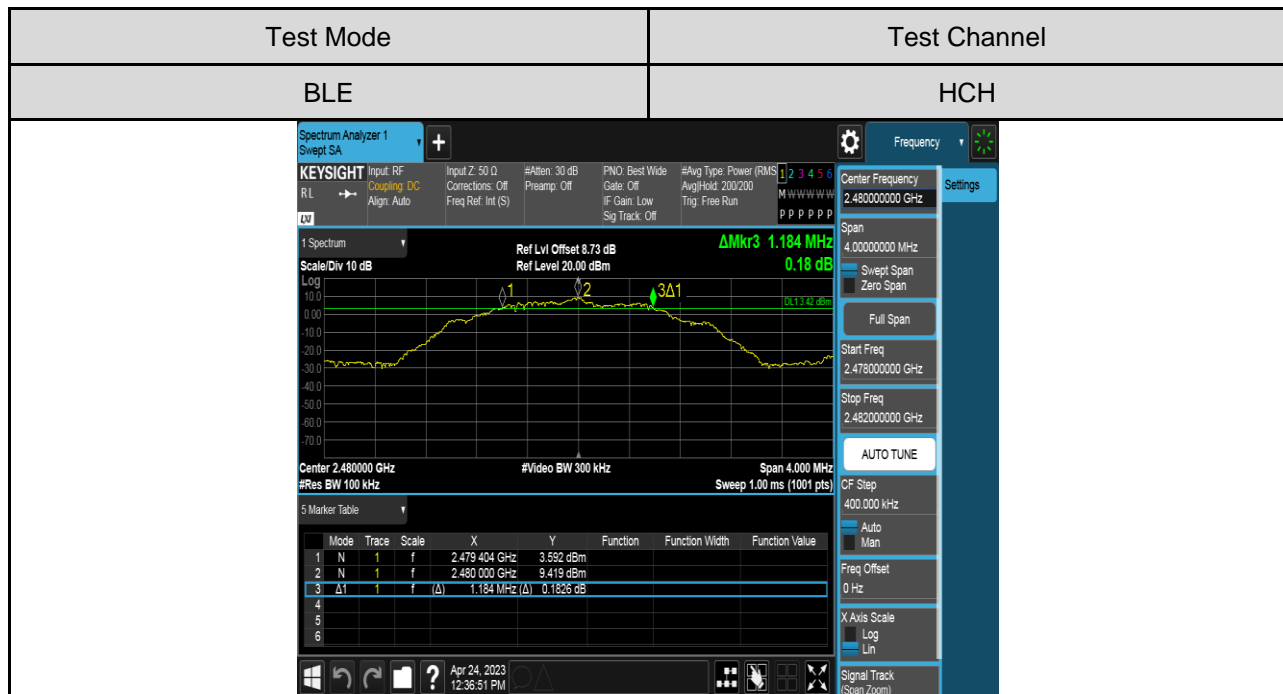 Test Mode Test Channel
BLE HCH
Spectrum Analyzer 1
Swept SA
+
Frequency
KEYSIGHT Input: RF Input Z: 50 Ω #Atten: 30 dB PNO: Best Wide #Avg Type: Power (RMS 1 2 3 4 5 6
RL Coupling: DC Corrections: Off Preamp: Off Gate: Off Avg|Hold: 200/200 M W W W W W
Align: Auto Freq Ref: Int (S) IF Gain: Low Trig: Free Run
LXI Sig Track: Off P P P P P P
1 Spectrum Ref Lvl Offset 8.73 dB ΔMkr3 1.184 MHz
Scale/Div 10 dB Ref Level 20.00 dBm 0.18 dB
Log
10.0
0.00
-10.0
-20.0
-30.0
-40.0
-50.0
-60.0
-70.0
1 2 3Δ1
DL1 3.42 dBm
Center 2.480000 GHz #Video BW 300 kHz Span 4.000 MHz
#Res BW 100 kHz Sweep 1.00 ms (1001 pts)
5 Marker Table
Mode Trace Scale X Y Function Function Width Function Value
1 N 1 f 2.479 404 GHz 3.592 dBm
2 N 1 f 2.480 000 GHz 9.419 dBm
3 Δ1 1 f (Δ) 1.184 MHz (Δ) 0.1826 dB
4
5
6
?
Apr 24, 2023
12:36:51 PM
Center Frequency
2.480000000 GHz
Settings
Span
4.00000000 MHz
Swept Span
Zero Span
Full Span
Start Freq
2.478000000 GHz
Stop Freq
2.482000000 GHz
AUTO TUNE
CF Step
400.000 kHz
Auto
Man
Freq Offset
0 Hz
X Axis Scale
Log
Lin
Signal Track
(Span Zoom)